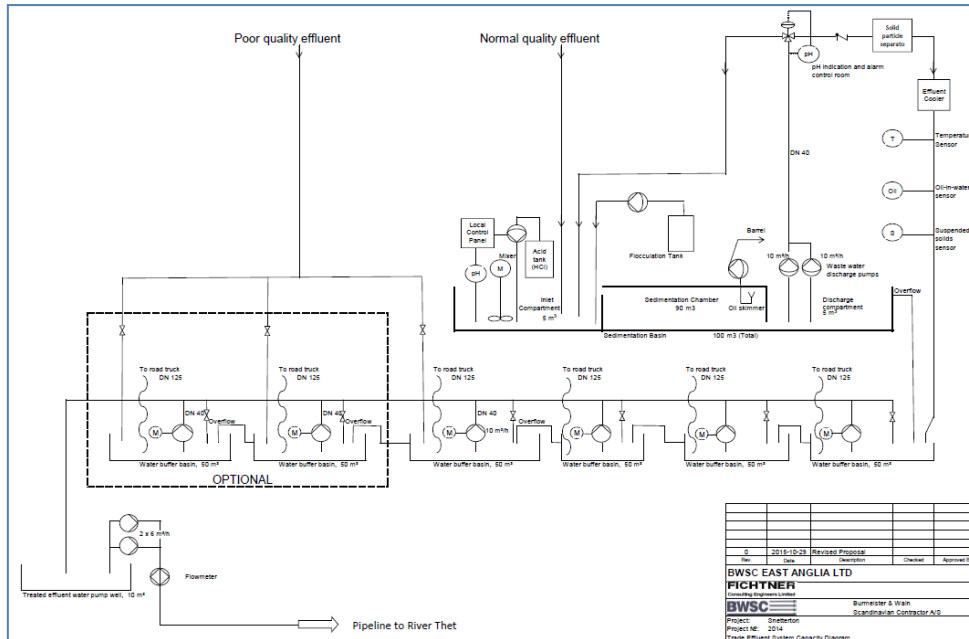 Poor quality effluent
Normal quality effluent
Solid
particle
separato
pH
pH indication and alarm
control room
Effluent
Cooler
T
Temperature
Sensor
DN 40
Oil
Oil-in-water
sensor
S
Suspended
solids
sensor
Local
Control
Panel
Acid
tank
(HCl)
Mixer
pH
M
Flocculation Tank
Barrel
10 m³/h
10 m³/h
Waste water
discharge pumps
Inlet
Compartment
5 m³
Sedimentation Chamber
90 m3
Oil skimmer
Discharge
compartment
5 m³
Overflow
Sedimentation Basin
100 m3 (Total)
To road truck
DN 125
To road truck
DN 125
To road truck
DN 125
To road truck
DN 125
To road truck
DN 125
To road truck
DN 125
DN 40
DN 40
DN 40
Overflow
Overflow
Overflow
10 m³/h
M
M
M
M
M
M
Water buffer basin, 50 m³
Water buffer basin, 50 m³
Water buffer basin, 50 m³
Water buffer basin, 50 m³
Water buffer basin, 50 m³
Water buffer basin, 50 m³
OPTIONAL
2 x 6 m³/h
Flowmeter
Treated effluent water pump well, 10 m³
Pipeline to River Thet
0 2015-10-29 Revised Proposal
Rev. Date Description Checked Approved B
BWSC EAST ANGLIA LTD
FICHTNER
Consulting Engineers Limited
BWSC
Burmeister & Wain
Scandinavian Contractor A/S
Project: Snetterton
Project №: 2014
Trade Effluent System Capacity Diagram